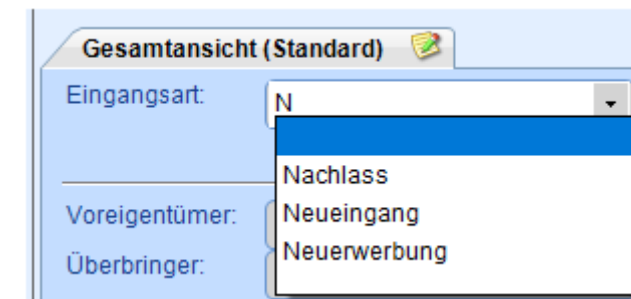 Gesamtansicht (Standard)
Eingangsart: N
Nachlass
Voreigentümer: Neueingang
Überbringer: Neuerwerbung